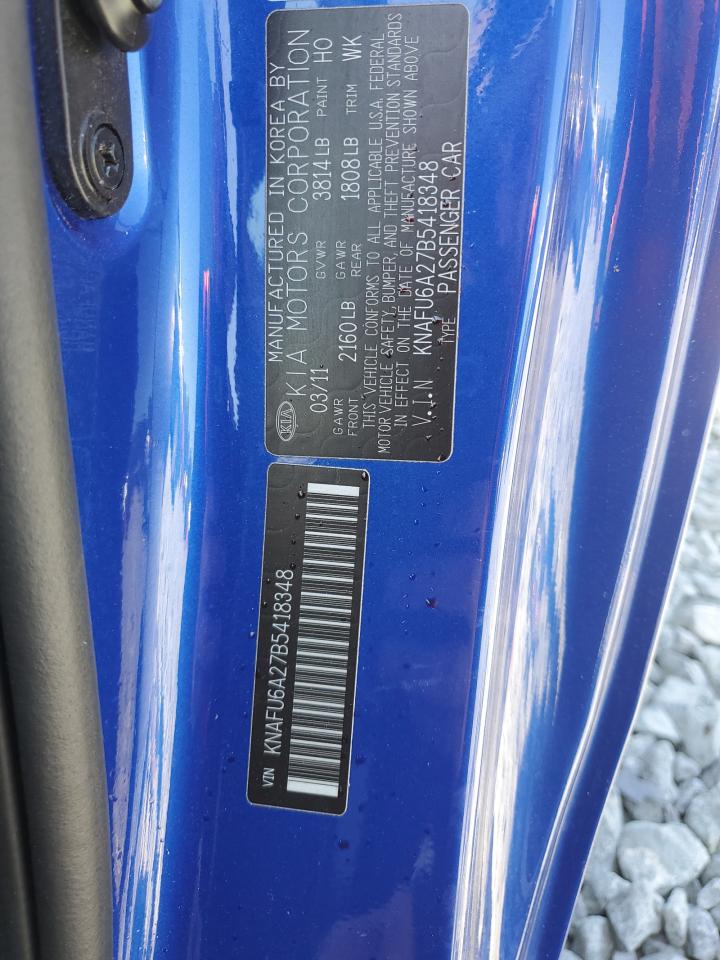 MANUFACTURED IN KOREA BY
KIA KIA MOTORS CORPORATION
03/11 GVWR 3814LB PAINT HO
GAWR FRONT 2160LB GAWR REAR 1808LB TRIM WK
THIS VEHICLE CONFORMS TO ALL APPLICABLE U.S.A. FEDERAL
MOTOR VEHICLE SAFETY, BUMPER, AND THEFT PREVENTION STANDARDS
IN EFFECT ON THE DATE OF MANUFACTURE SHOWN ABOVE
V.I.N KNAFU6A27B5418348
TYPE PASSENGER CAR
VIN KNAFU6A27B5418348